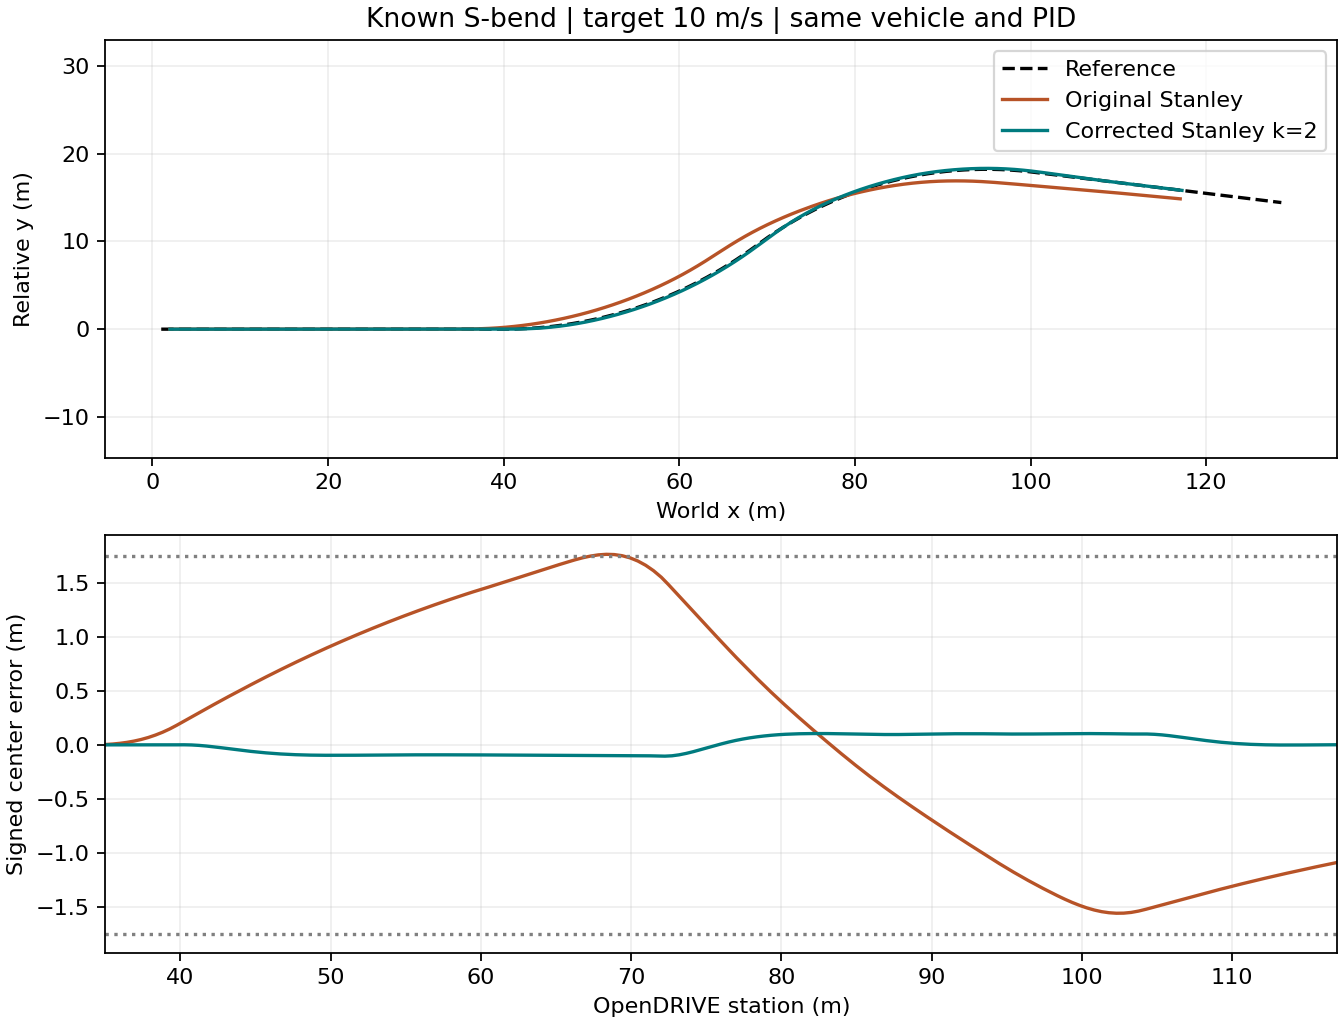 Known S-bend | target 10 m/s | same vehicle and PID
Reference
Original Stanley
Corrected Stanley k=2
30
20
10
0
−10
Relative y (m)
0 20 40 60 80 100 120
World x (m)
1.5
1.0
0.5
0.0
−0.5
−1.0
−1.5
Signed center error (m)
40 50 60 70 80 90 100 110
OpenDRIVE station (m)